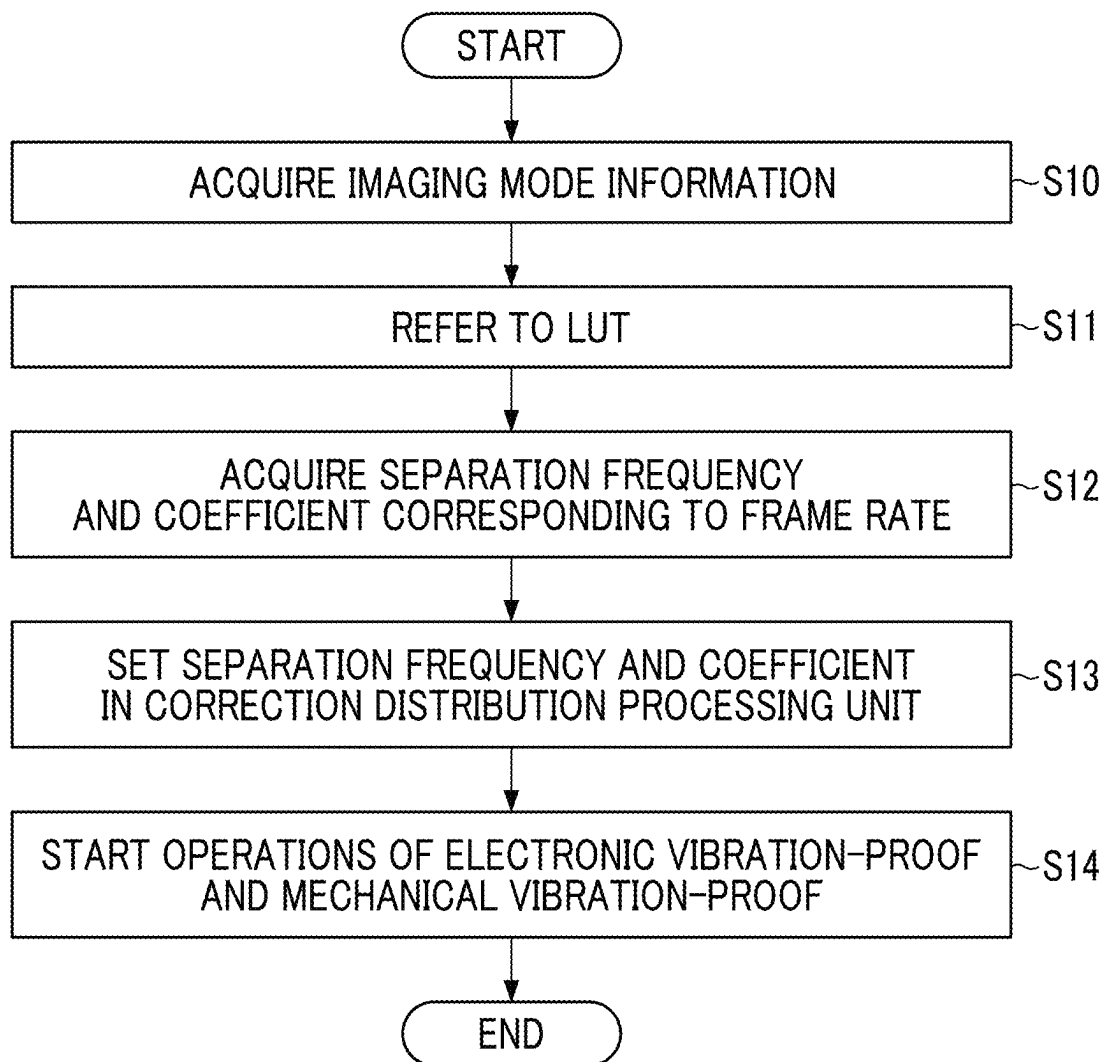 START
ACQUIRE IMAGING MODE INFORMATION
S10
REFER TO LUT
S11
ACQUIRE SEPARATION FREQUENCY
AND COEFFICIENT CORRESPONDING TO FRAME RATE
S12
SET SEPARATION FREQUENCY AND COEFFICIENT
IN CORRECTION DISTRIBUTION PROCESSING UNIT
S13
START OPERATIONS OF ELECTRONIC VIBRATION-PROOF
AND MECHANICAL VIBRATION-PROOF
S14
END